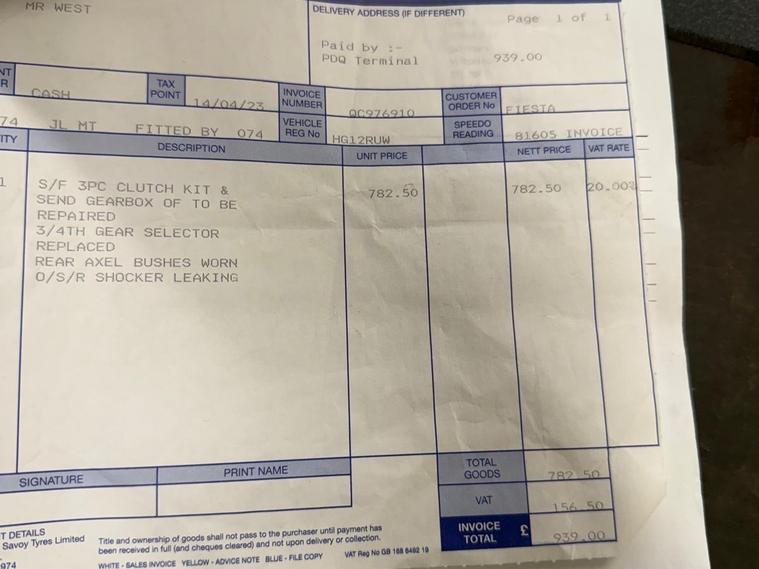 MR WEST
DELIVERY ADDRESS (IF DIFFERENT)
Page 1 of 1
Paid by :-
PDQ Terminal 939.00
CASH
TAX POINT
14/04/23
INVOICE NUMBER
QC976910
CUSTOMER ORDER No
FIESTA
74 JL MT FITTED BY 074
VEHICLE REG No
HG12RUW
SPEEDO READING
81605 INVOICE
DESCRIPTION
UNIT PRICE
NETT PRICE
VAT RATE
1 S/F 3PC CLUTCH KIT & 782.50 782.50 20.00%
SEND GEARBOX OF TO BE
REPAIRED
3/4TH GEAR SELECTOR
REPLACED
REAR AXEL BUSHES WORN
O/S/R SHOCKER LEAKING
SIGNATURE
PRINT NAME
TOTAL GOODS
782.50
VAT
156.50
INVOICE TOTAL £
939.00
T DETAILS
Savoy Tyres Limited
974
Title and ownership of goods shall not pass to the purchaser until payment has
been received in full (and cheques cleared) and not upon delivery or collection.
WHITE - SALES INVOICE YELLOW - ADVICE NOTE BLUE - FILE COPY
VAT Reg No GB 168 6492 19